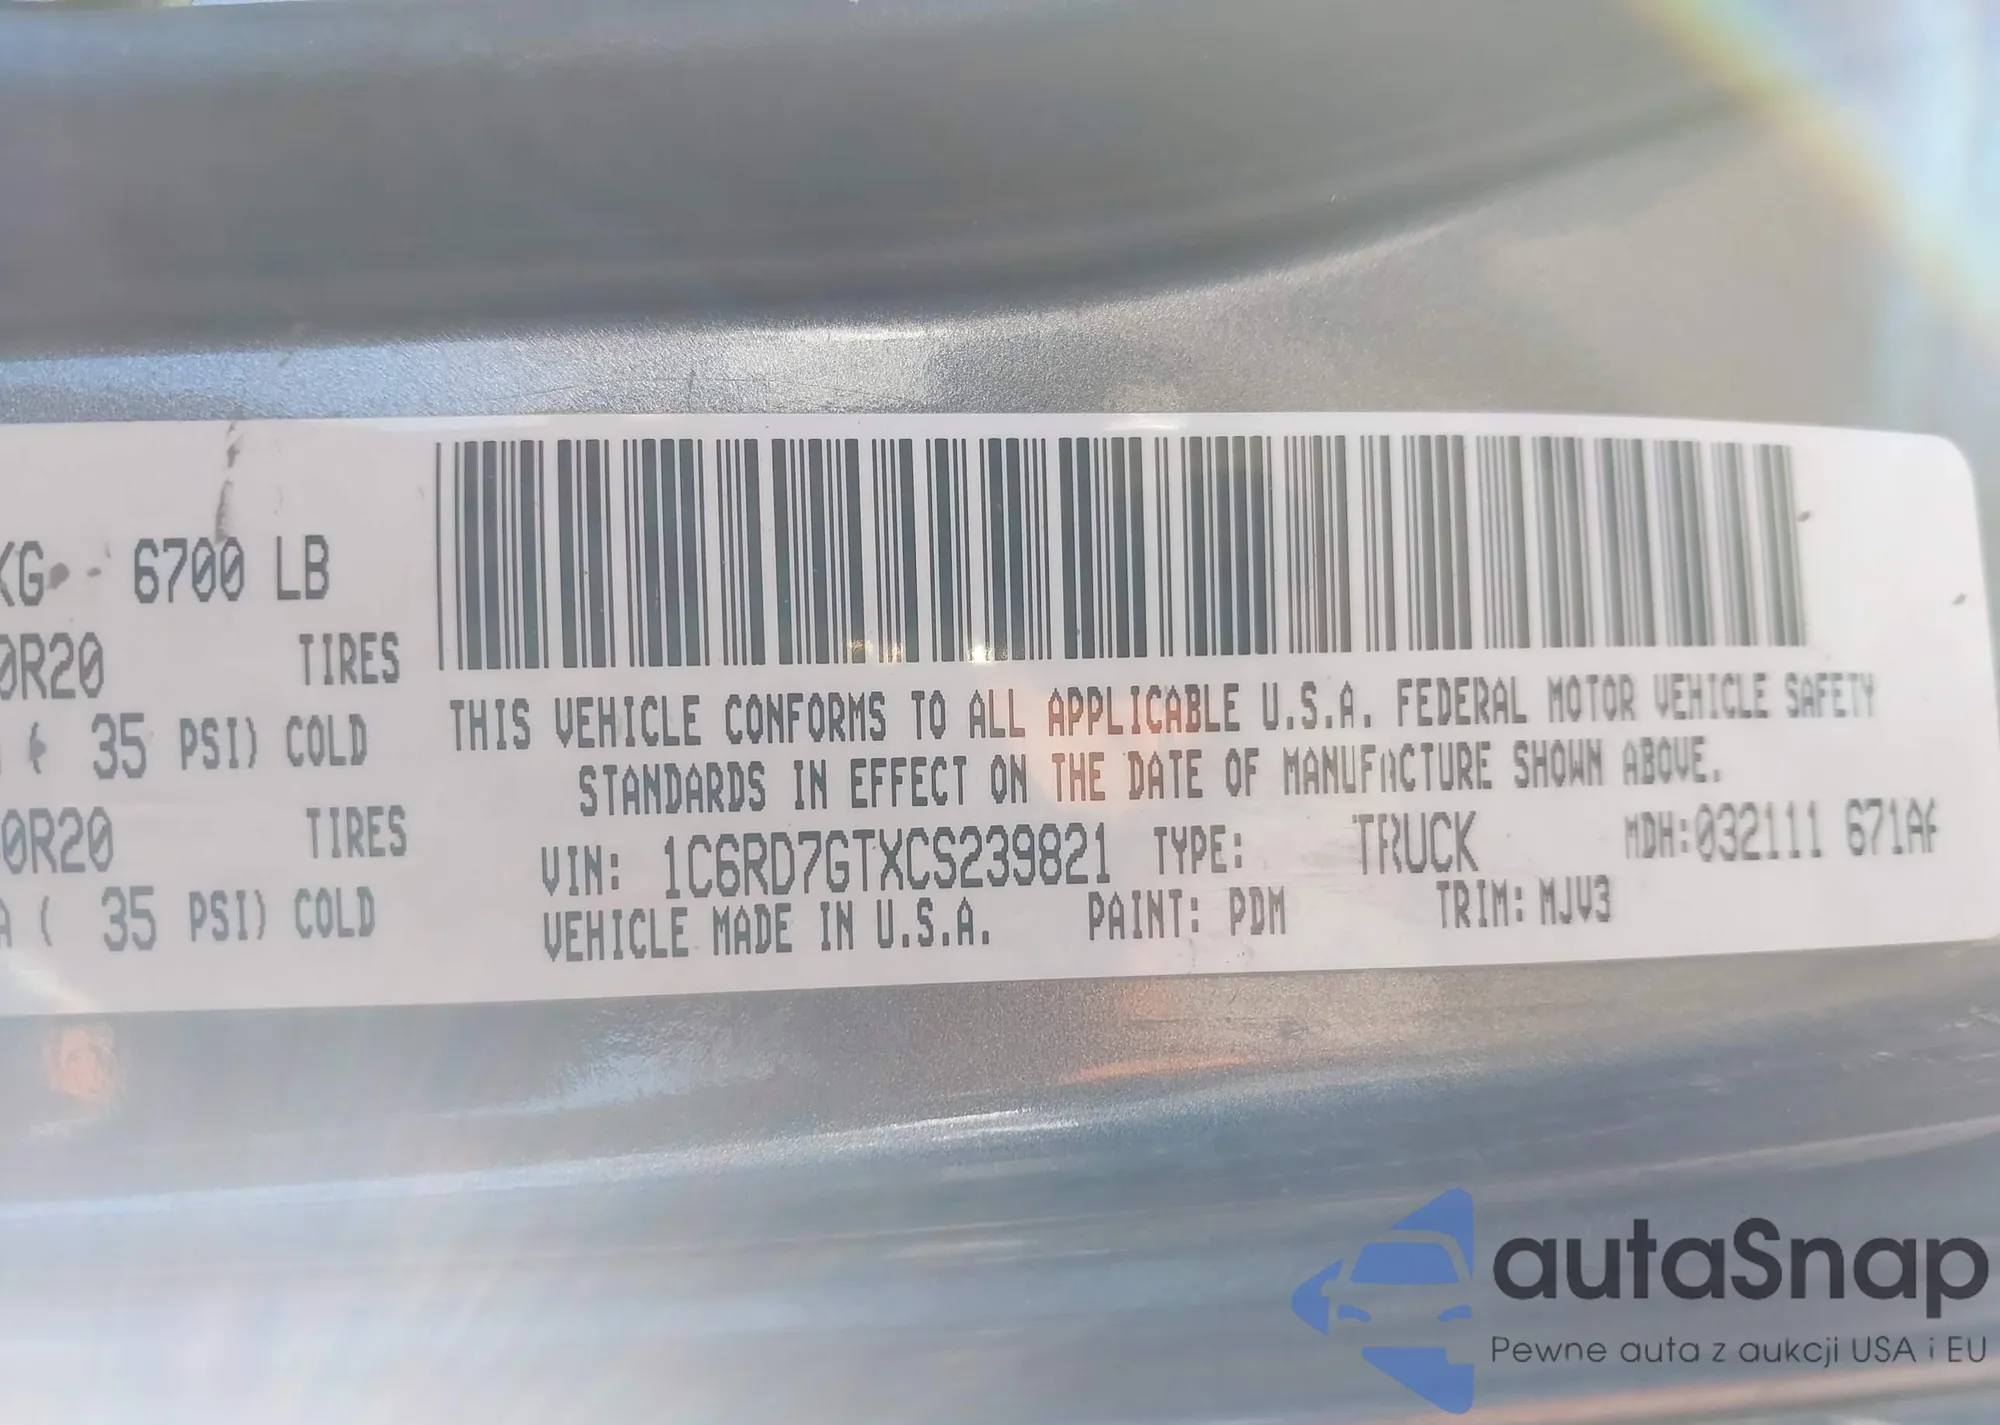 KG - 6700 LB
0R20 TIRES
( 35 PSI) COLD
0R20 TIRES
A ( 35 PSI) COLD
THIS VEHICLE CONFORMS TO ALL APPLICABLE U.S.A. FEDERAL MOTOR VEHICLE SAFETY
STANDARDS IN EFFECT ON THE DATE OF MANUFACTURE SHOWN ABOVE.
VIN: 1C6RD7GTXCS239821 TYPE: TRUCK MDH:032111 671AF
VEHICLE MADE IN U.S.A. PAINT: PDM TRIM: MJV3
autaSnap
Pewne auta z aukcji USA i EU